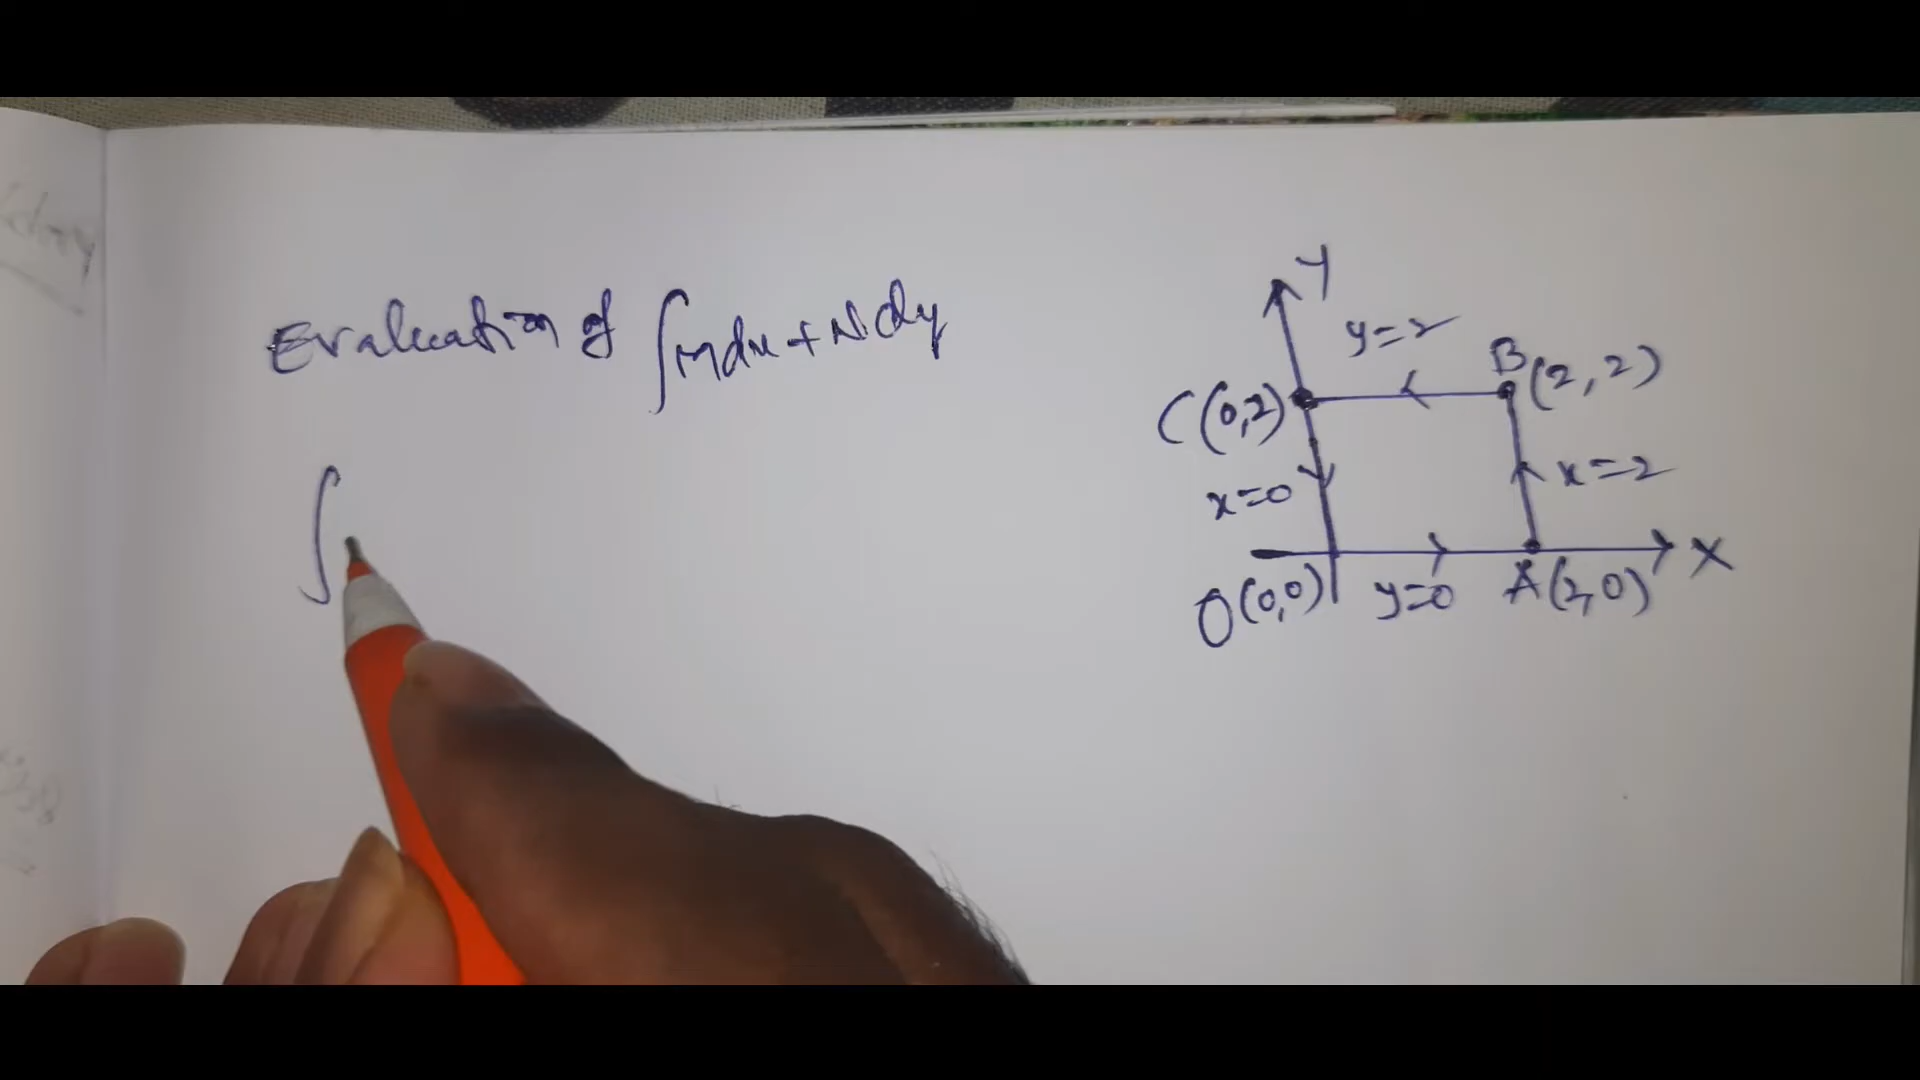 Evaluation of ∫Mdx + Ndy
∫
Y
y=2
B(2,2)
C(0,2)
x=0
x=2
X
O(0,0)
y=0
A(2,0)